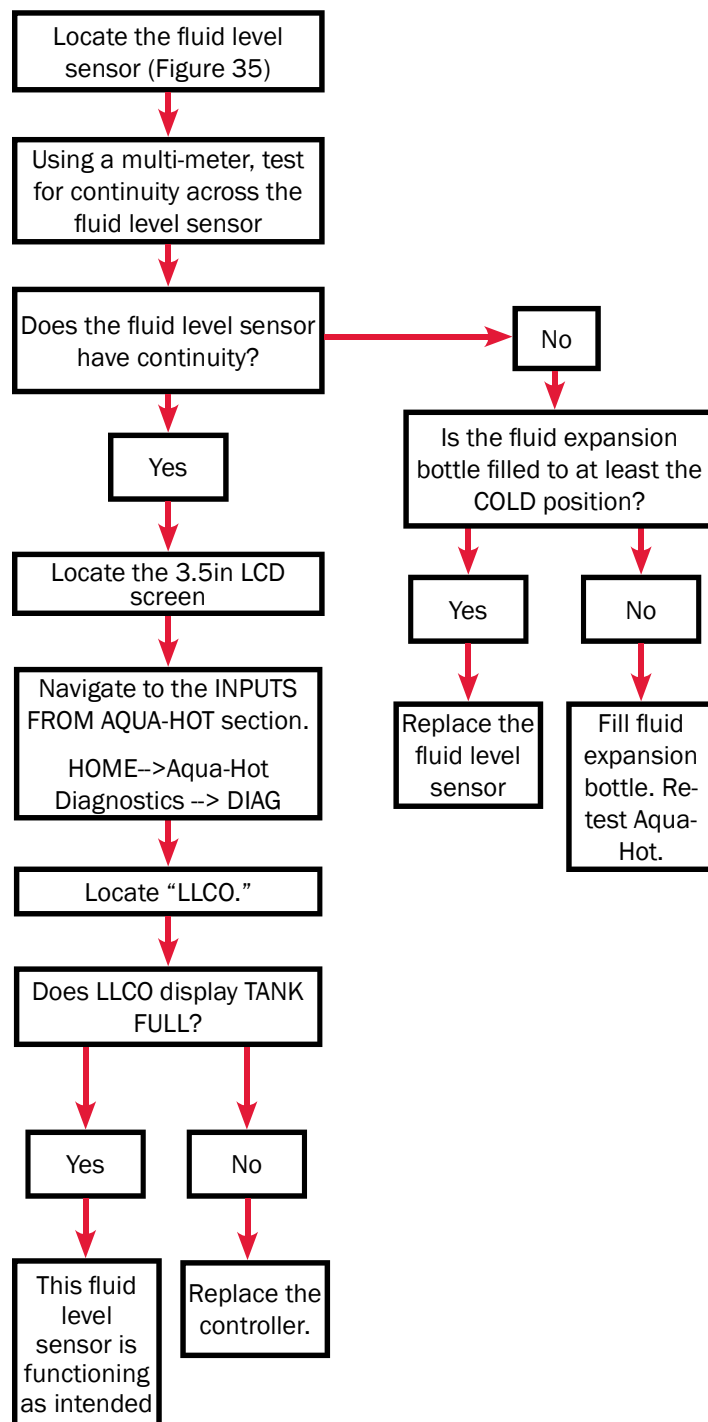 Locate the fluid level
sensor (Figure 35)
Using a multi-meter, test
for continuity across the
fluid level sensor
Does the fluid level sensor
have continuity?
No
Yes
Is the fluid expansion
bottle filled to at least the
COLD position?
Locate the 3.5in LCD
screen
Yes
No
Navigate to the INPUTS
FROM AQUA-HOT section.
HOME-->Aqua-Hot
Diagnostics --> DIAG
Replace the
fluid level
sensor
Fill fluid
expansion
bottle. Re-
test Aqua-
Hot.
Locate “LLCO.”
Does LLCO display TANK
FULL?
Yes
No
This fluid
level
sensor is
functioning
as intended
Replace the
controller.